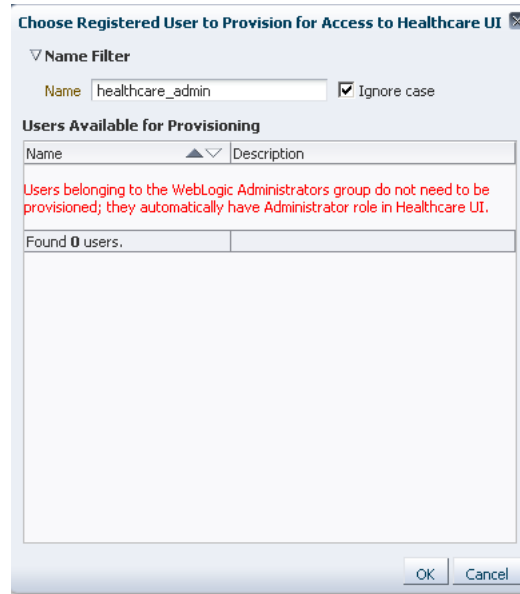 Choose Registered User to Provision for Access to Healthcare UI
Name Filter
Name healthcare_admin Ignore case
Users Available for Provisioning
Name Description
Users belonging to the WebLogic Administrators group do not need to be
provisioned; they automatically have Administrator role in Healthcare UI.
Found 0 users.
OK Cancel